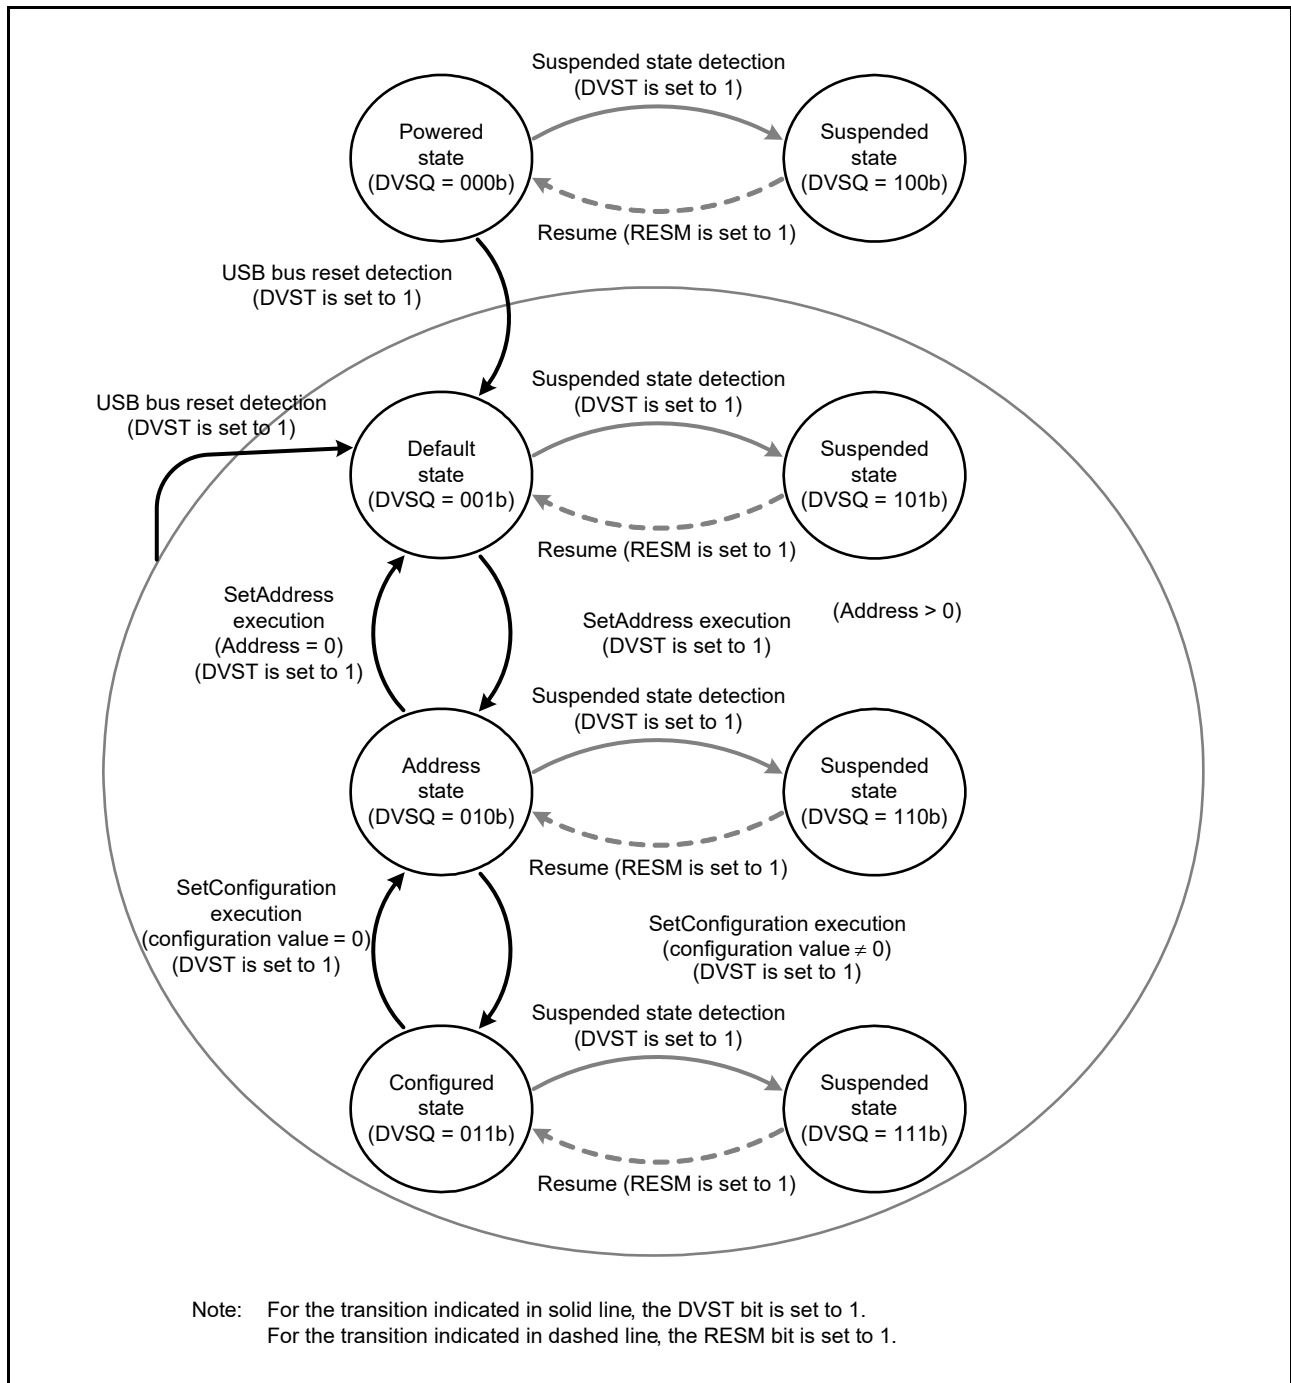 Suspended state detection
(DVST is set to 1)
Powered
state
(DVSQ = 000b)
Suspended
state
(DVSQ = 100b)
Resume (RESM is set to 1)
USB bus reset detection
(DVST is set to 1)
Suspended state detection
(DVST is set to 1)
USB bus reset detection
(DVST is set to 1)
Default
state
(DVSQ = 001b)
Suspended
state
(DVSQ = 101b)
Resume (RESM is set to 1)
SetAddress
execution
(Address = 0)
(DVST is set to 1)
SetAddress execution
(DVST is set to 1)
(Address > 0)
Suspended state detection
(DVST is set to 1)
Address
state
(DVSQ = 010b)
Suspended
state
(DVSQ = 110b)
Resume (RESM is set to 1)
SetConfiguration
execution
(configuration value = 0)
(DVST is set to 1)
SetConfiguration execution
(configuration value ≠ 0)
(DVST is set to 1)
Suspended state detection
(DVST is set to 1)
Configured
state
(DVSQ = 011b)
Suspended
state
(DVSQ = 111b)
Resume (RESM is set to 1)
Note: For the transition indicated in solid line, the DVST bit is set to 1.
For the transition indicated in dashed line, the RESM bit is set to 1.